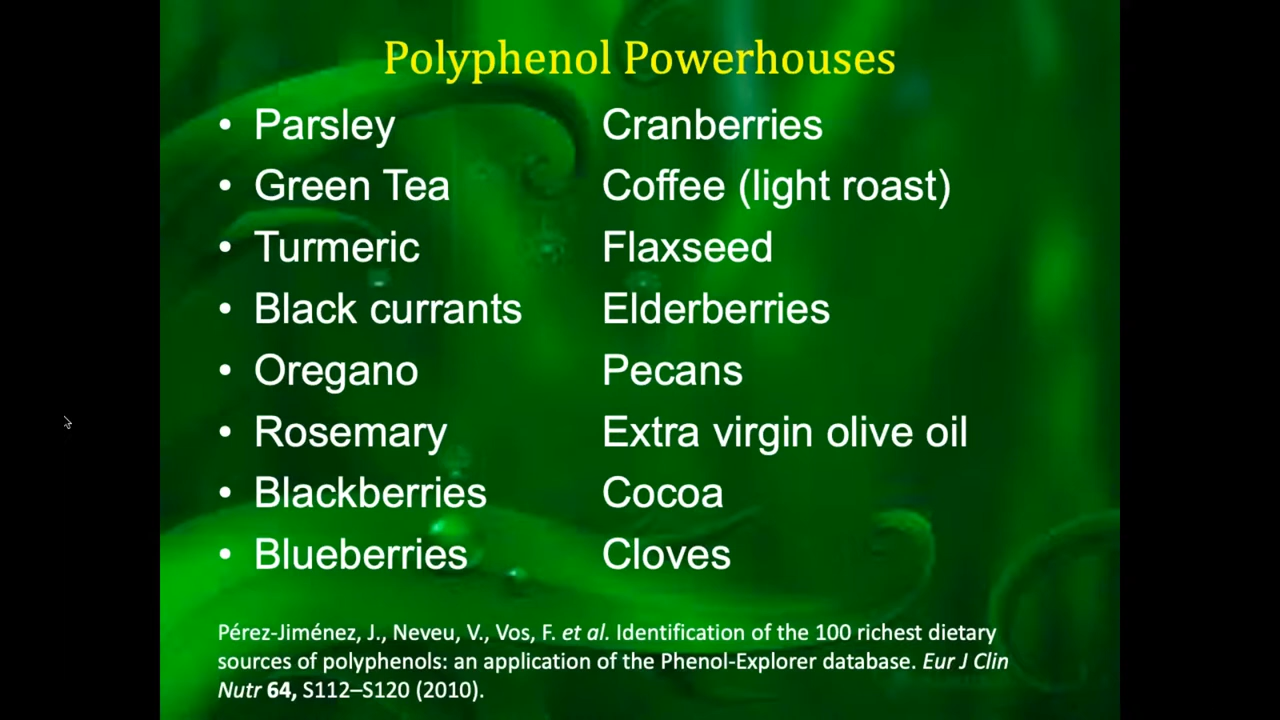 Polyphenol Powerhouses
• Parsley Cranberries
• Green Tea Coffee (light roast)
• Turmeric Flaxseed
• Black currants Elderberries
• Oregano Pecans
• Rosemary Extra virgin olive oil
• Blackberries Cocoa
• Blueberries Cloves
Pérez-Jiménez, J., Neveu, V., Vos, F. et al. Identification of the 100 richest dietary
sources of polyphenols: an application of the Phenol-Explorer database. Eur J Clin
Nutr 64, S112–S120 (2010).